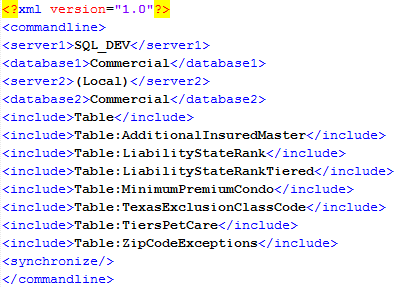 <?xml version="1.0"?>
<commandline>
<server1>SQL_DEV</server1>
<database1>Commercial</database1>
<server2>(Local)</server2>
<database2>Commercial</database2>
<include>Table</include>
<include>Table:AdditionalInsuredMaster</include>
<include>Table:LiabilityStateRank</include>
<include>Table:LiabilityStateRankTiered</include>
<include>Table:MinimumPremiumCondo</include>
<include>Table:TexasExclusionClassCode</include>
<include>Table:TiersPetCare</include>
<include>Table:ZipCodeExceptions</include>
<synchronize/>
</commandline>